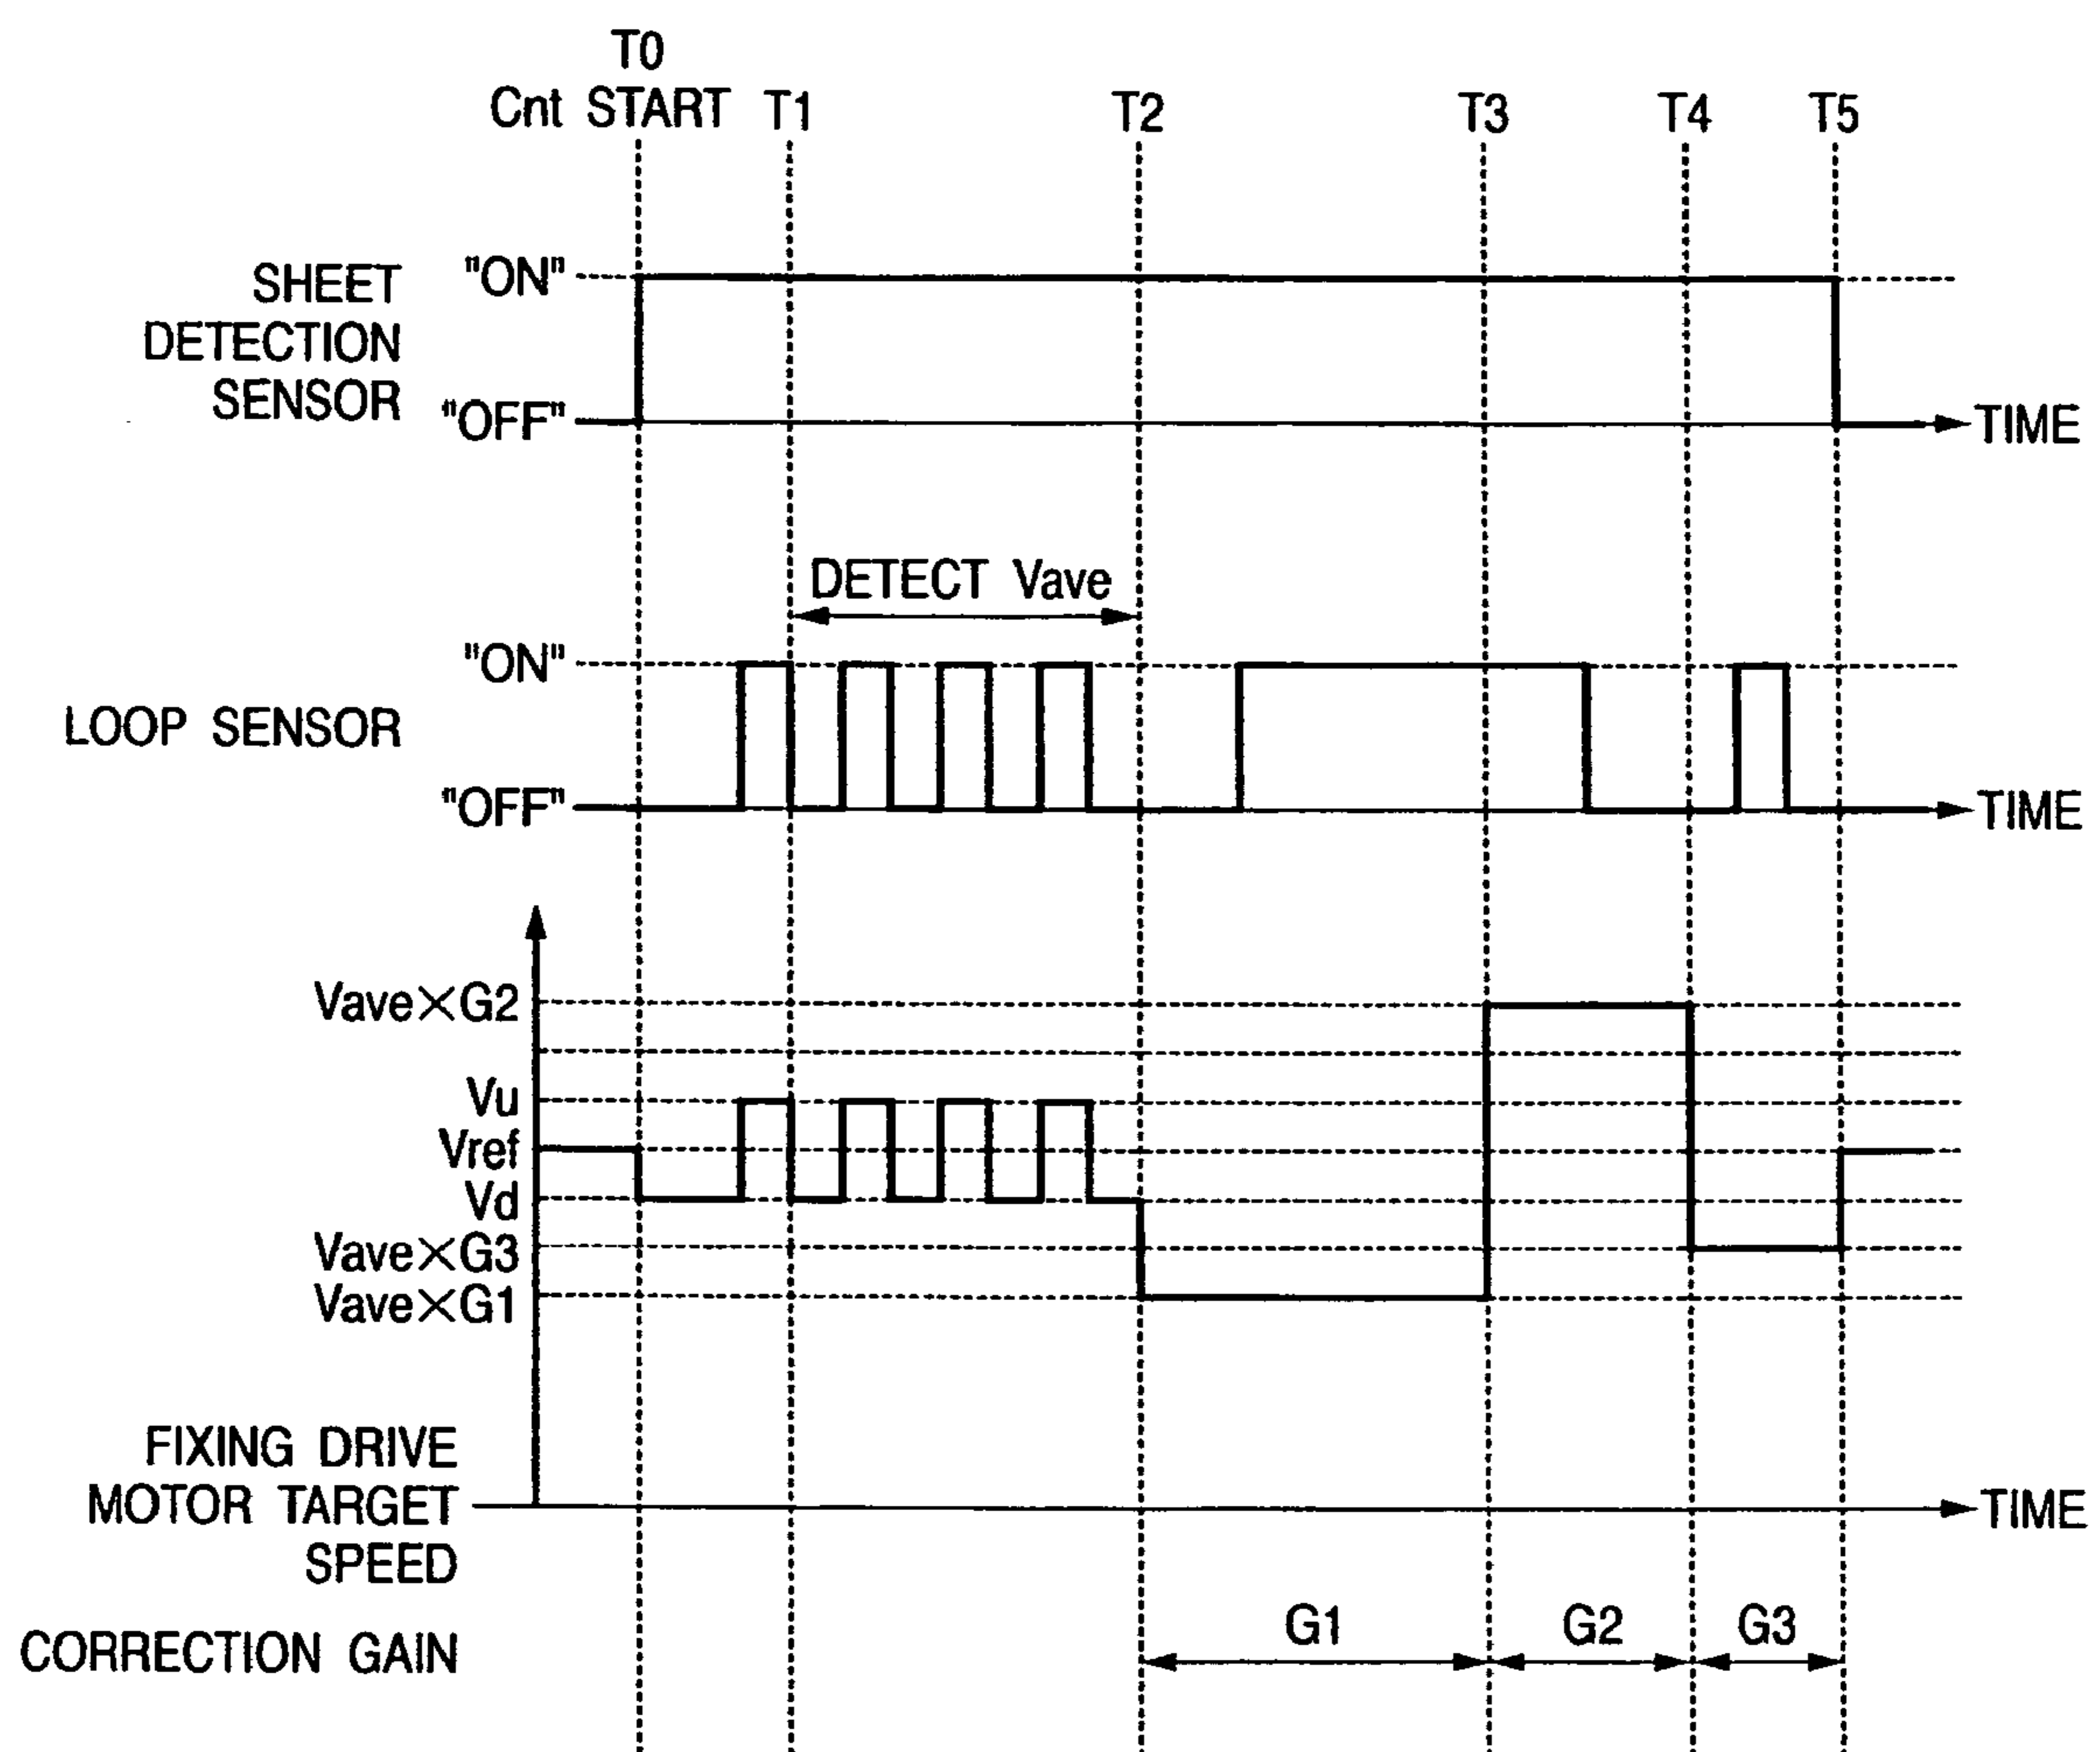 T0
Cnt START T1 T2 T3 T4 T5
SHEET
DETECTION
SENSOR
"ON"
"OFF"
TIME
DETECT Vave
LOOP SENSOR
"ON"
"OFF"
TIME
Vave×G2
Vu
Vref
Vd
Vave×G3
Vave×G1
FIXING DRIVE
MOTOR TARGET
SPEED
TIME
CORRECTION GAIN
G1 G2 G3